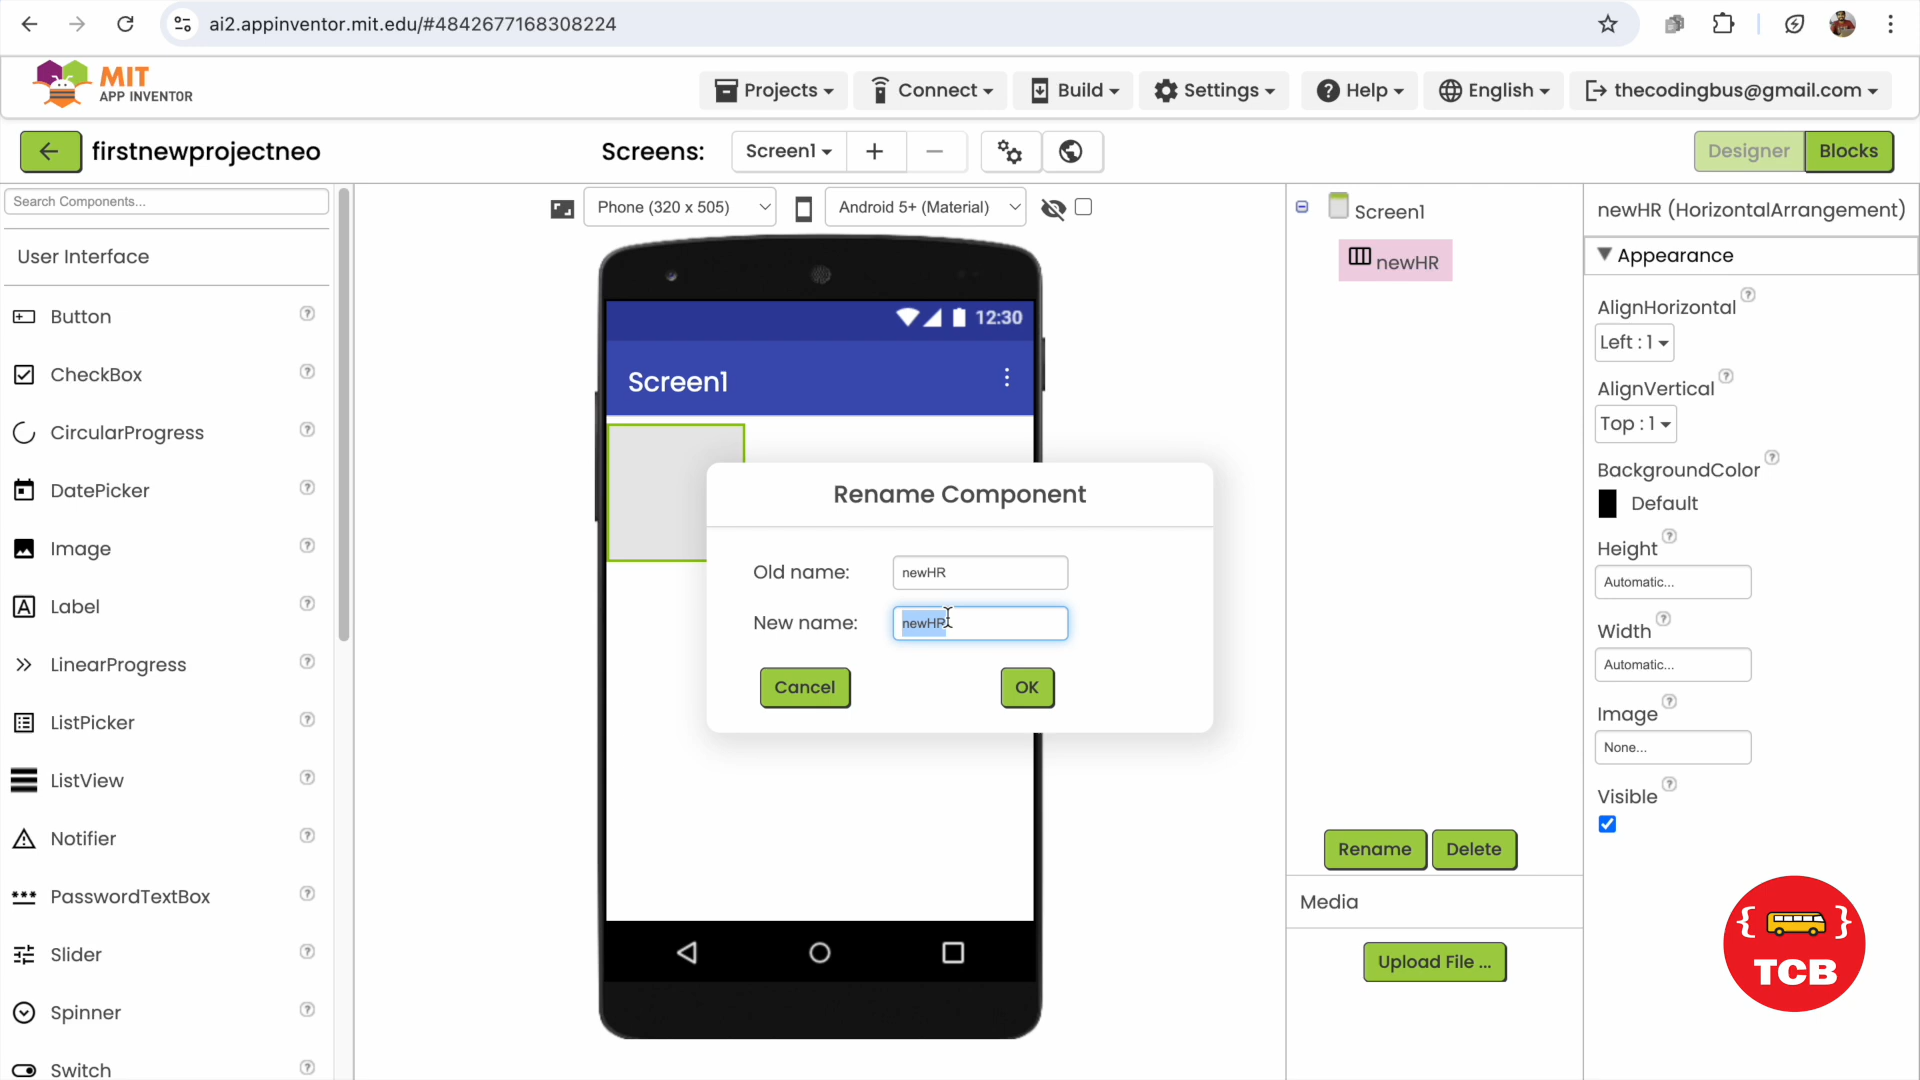 ai2.appinventor.mit.edu/#4842677168308224
MIT
APP INVENTOR
Projects
Connect
Build
Settings
Help
English
thecodingbus@gmail.com
firstnewprojectneo
Screens:
Screen1
Designer
Blocks
Search Components...
User Interface
Button
CheckBox
CircularProgress
DatePicker
Image
Label
LinearProgress
ListPicker
ListView
Notifier
PasswordTextBox
Slider
Spinner
Switch
Phone (320 x 505)
Android 5+ (Material)
12:30
Screen1
Rename Component
Old name: newHR
New name: newHR
Cancel
OK
Screen1
newHR
Rename
Delete
Media
Upload File ...
newHR (HorizontalArrangement)
Appearance
AlignHorizontal
Left : 1
AlignVertical
Top : 1
BackgroundColor
Default
Height
Automatic...
Width
Automatic...
Image
None...
Visible
{ }
TCB